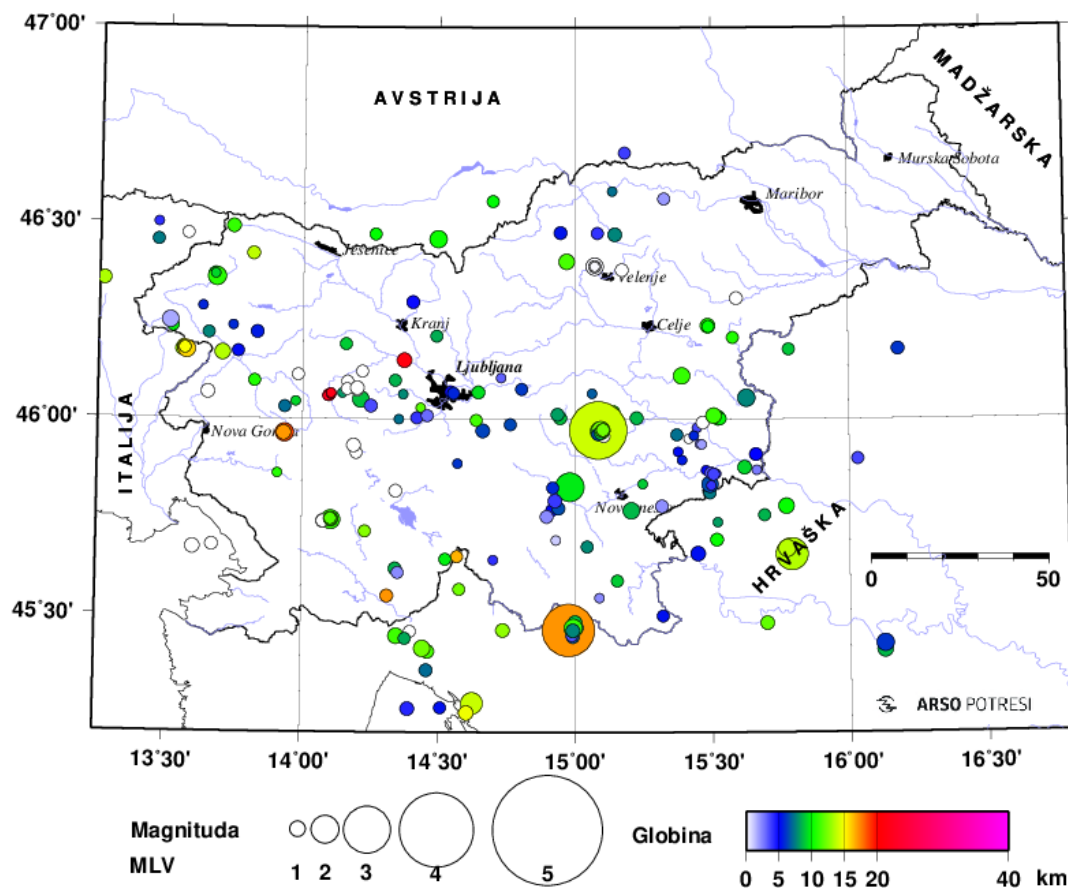 47°00'
AVSTRIJA
MADŽARSKA
Murska Sobota
Maribor
46°30'
Jesenice
Velenje
Kranj
Celje
Ljubljana
46°00'
Nova Gorica
ITALIJA
Novo mesto
HRVAŠKA
0 50
45°30'
ARSO POTRESI
13°30' 14°00' 14°30' 15°00' 15°30' 16°00' 16°30'
Magnituda
MLV
1 2 3 4 5
Globina
0 5 10 15 20 40 km